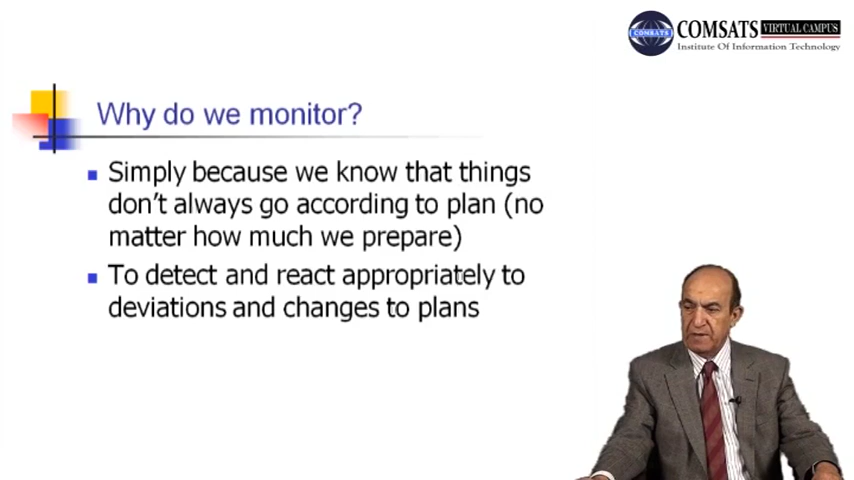 COMSATS VIRTUAL CAMPUS
COMSATS
Institute Of Information Technology
Why do we monitor?
Simply because we know that things
don't always go according to plan (no
matter how much we prepare)
To detect and react appropriately to
deviations and changes to plans